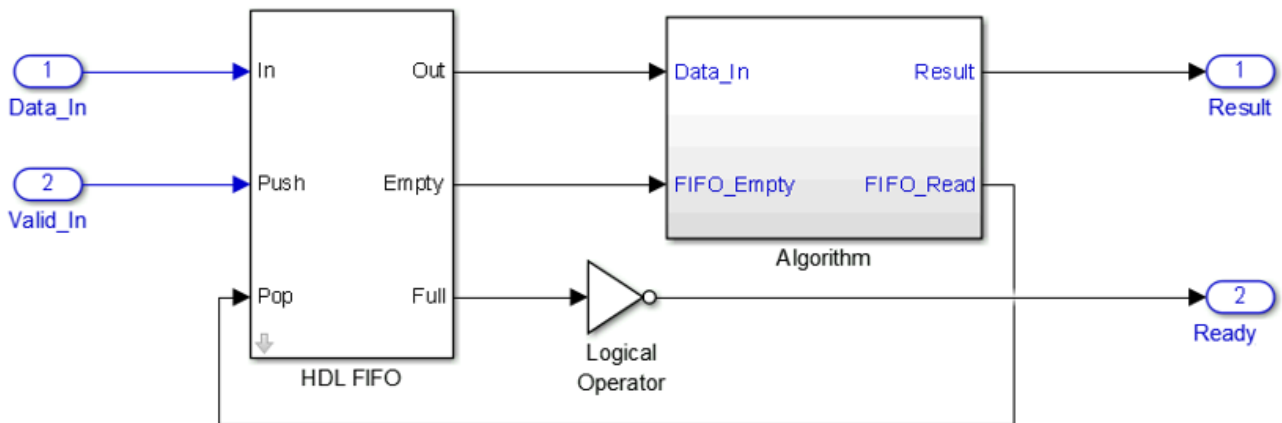 1
Data_In
In
Out
Data_In
Result
1
Result
2
Valid_In
Push
Empty
FIFO_Empty
FIFO_Read
Algorithm
Pop
Full
2
Ready
HDL FIFO
Logical
Operator